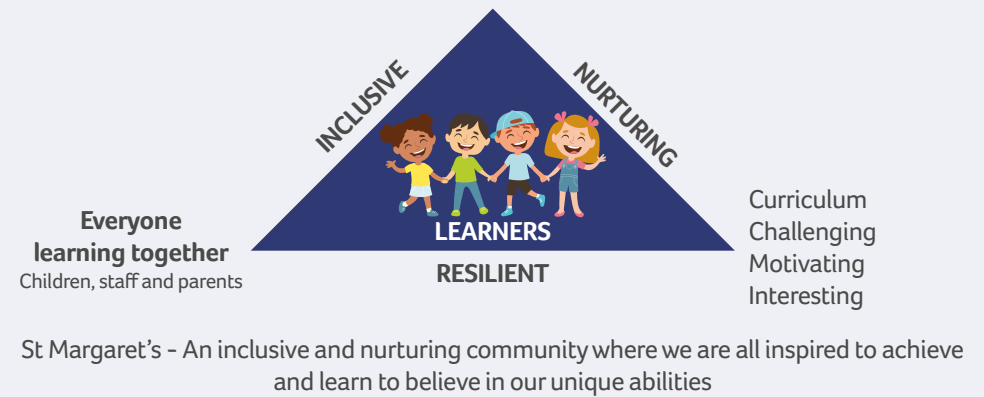 INCLUSIVE
NURTURING
LEARNERS
RESILIENT
Everyone
learning together
Children, staff and parents
Curriculum
Challenging
Motivating
Interesting
St Margaret's - An inclusive and nurturing community where we are all inspired to achieve
and learn to believe in our unique abilities